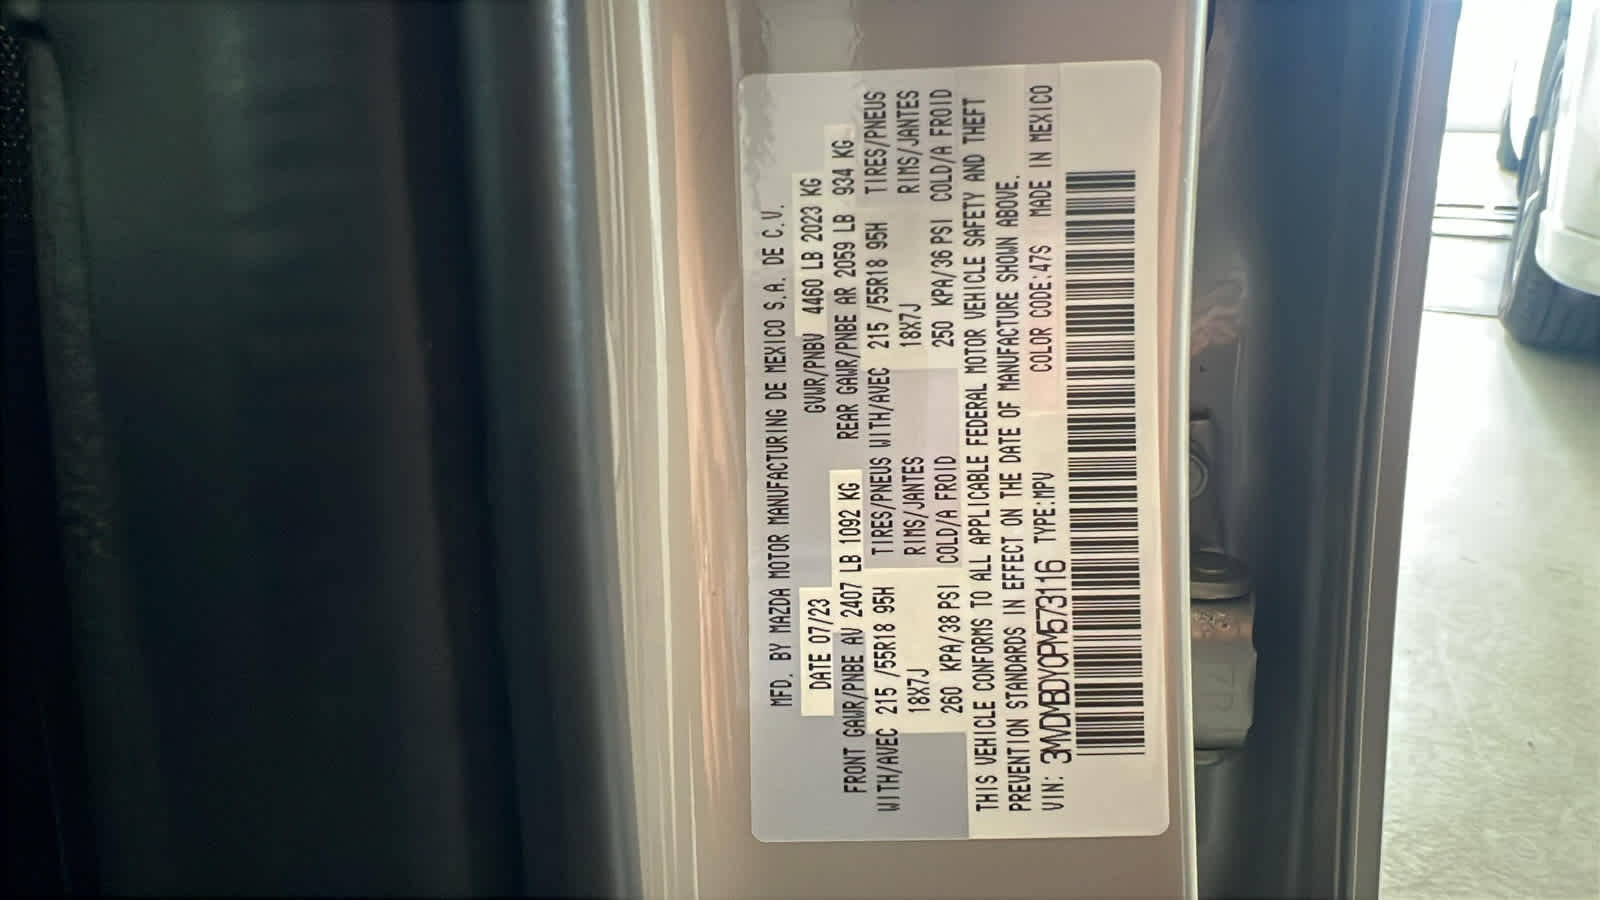 MFD. BY MAZDA MOTOR MANUFACTURING DE MEXICO S.A. DE C.V.
DATE 07/23 GVWR/PNBV 4460 LB 2023 KG
FRONT GAWR/PNBE AV 2407 LB 1092 KG REAR GAWR/PNBE AR 2059 LB 934 KG
WITH/AVEC 215 /55R18 95H TIRES/PNEUS WITH/AVEC 215 /55R18 95H TIRES/PNEUS
18X7J RIMS/JANTES 18X7J RIMS/JANTES
260 KPA/38 PSI COLD/A FROID 250 KPA/36 PSI COLD/A FROID
THIS VEHICLE CONFORMS TO ALL APPLICABLE FEDERAL MOTOR VEHICLE SAFETY AND THEFT
PREVENTION STANDARDS IN EFFECT ON THE DATE OF MANUFACTURE SHOWN ABOVE.
VIN: 3MVDMBDY0PM573116 TYPE:MPV COLOR CODE:47S MADE IN MEXICO